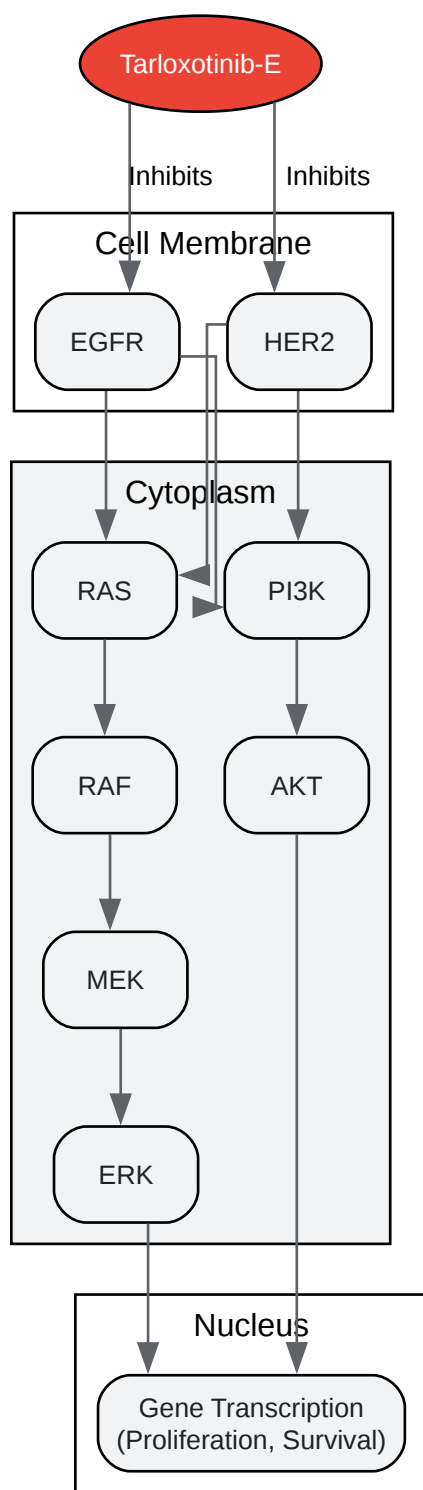 Tarloxotinib-E
Inhibits
Inhibits
Cell Membrane
EGFR
HER2
Cytoplasm
RAS
PI3K
RAF
AKT
MEK
ERK
Nucleus
Gene Transcription
(Proliferation, Survival)